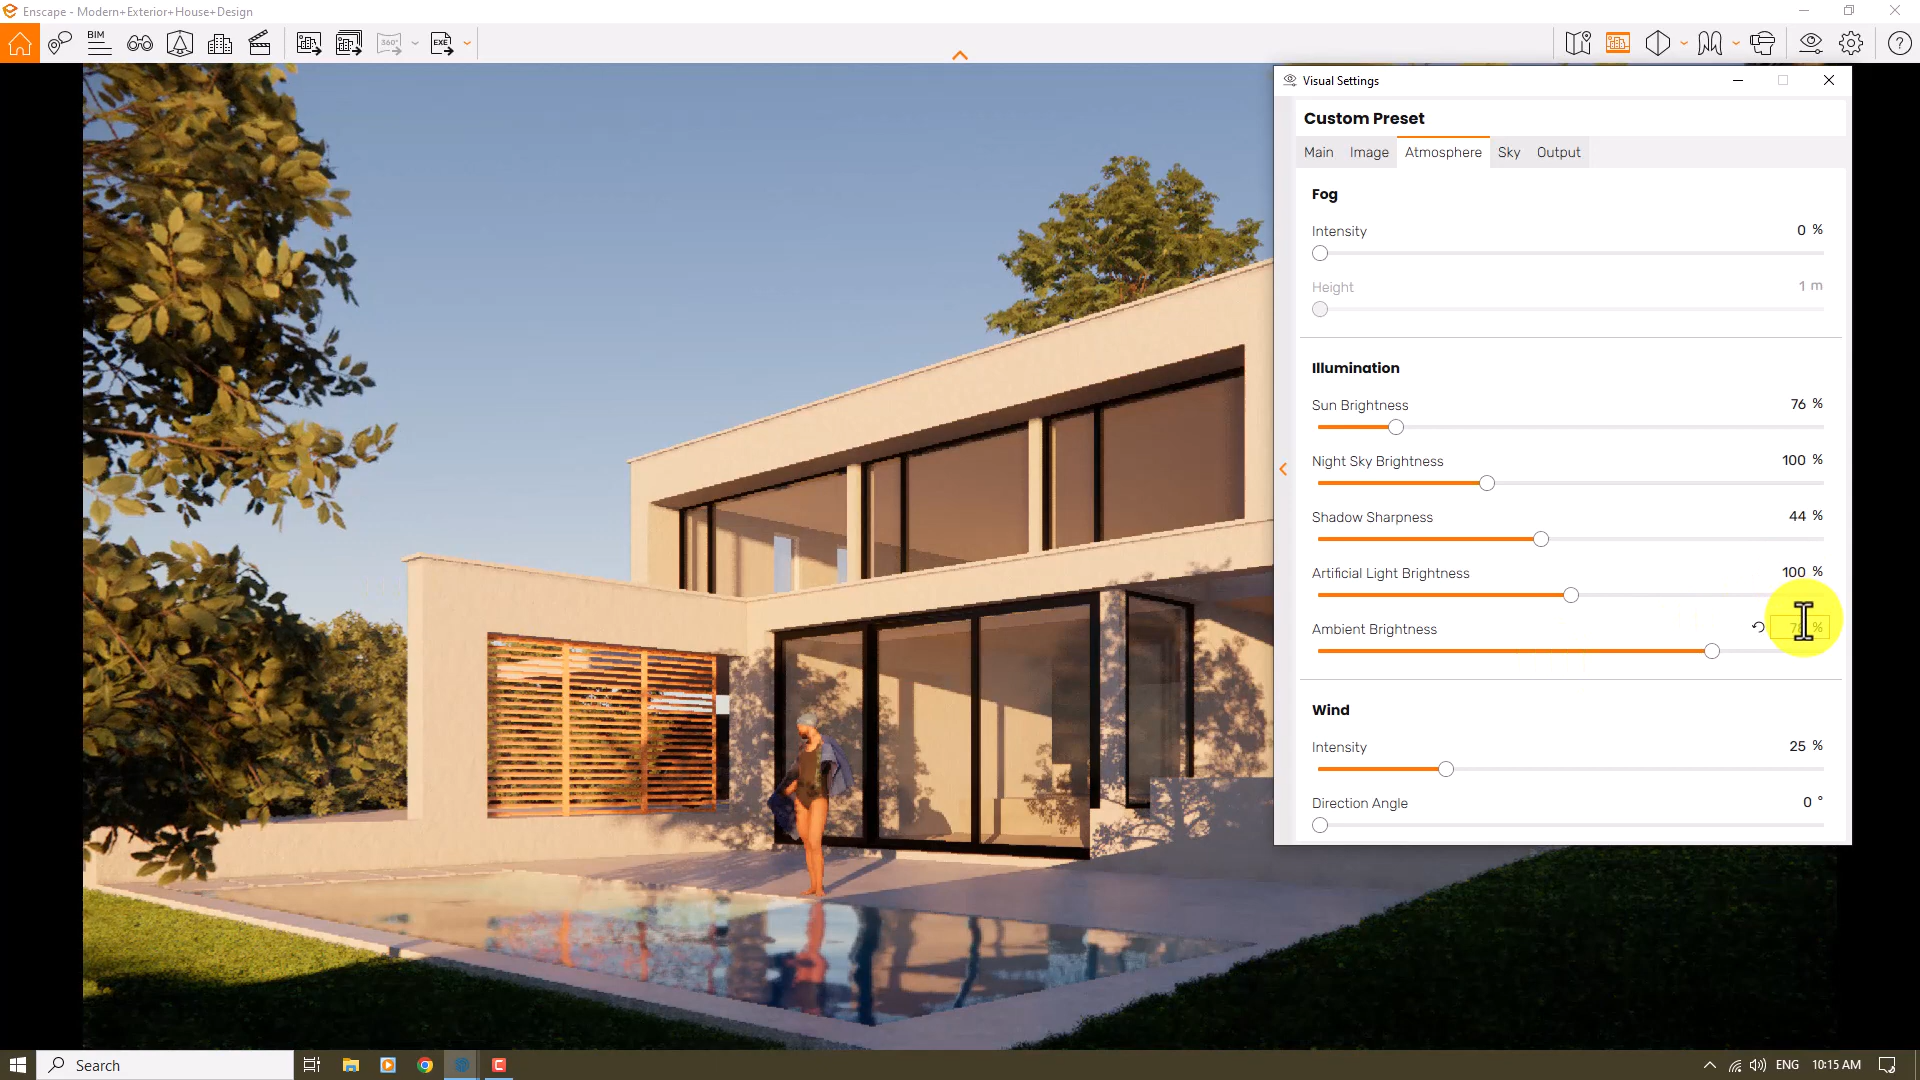 Enscape - Modern+Exterior+House+Design
BIM
360°
EXE
Visual Settings
Custom Preset
Main Image Atmosphere Sky Output
Fog
Intensity 0 %
Height 1 m
Illumination
Sun Brightness 76 %
Night Sky Brightness 100 %
Shadow Sharpness 44 %
Artificial Light Brightness 100 %
Ambient Brightness %
Wind
Intensity 25 %
Direction Angle 0 °
Search
ENG 10:15 AM